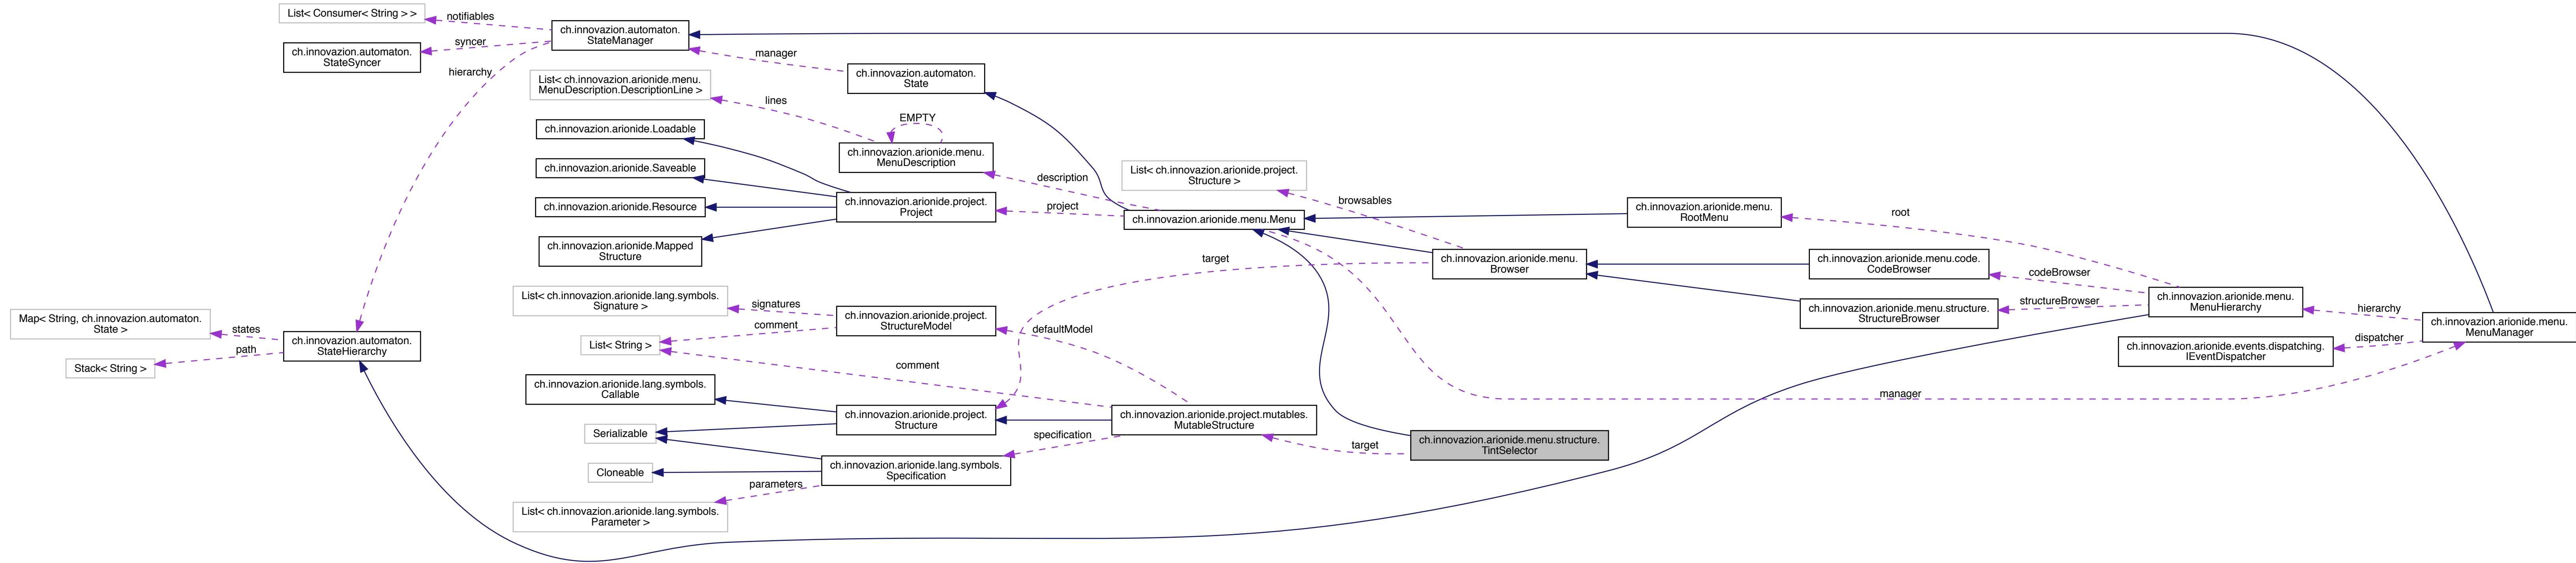 List< Consumer< String > >
notifiables
ch.innovazion.automaton.
StateManager
syncer
ch.innovazion.automaton.
StateSyncer
manager
hierarchy
ch.innovazion.automaton.
State
List< ch.innovazion.arionide.menu.
MenuDescription.DescriptionLine >
lines
EMPTY
ch.innovazion.arionide.Loadable
ch.innovazion.arionide.menu.
MenuDescription
ch.innovazion.arionide.Saveable
List< ch.innovazion.arionide.project.
Structure >
description
browsables
ch.innovazion.arionide.Resource
ch.innovazion.arionide.project.
Project
project
ch.innovazion.arionide.menu.Menu
ch.innovazion.arionide.menu.
RootMenu
root
ch.innovazion.arionide.Mapped
Structure
target
ch.innovazion.arionide.menu.
Browser
ch.innovazion.arionide.menu.code.
CodeBrowser
codeBrowser
List< ch.innovazion.arionide.lang.symbols.
Signature >
signatures
ch.innovazion.arionide.project.
StructureModel
ch.innovazion.arionide.menu.structure.
StructureBrowser
structureBrowser
ch.innovazion.arionide.menu.
MenuHierarchy
hierarchy
ch.innovazion.arionide.menu.
MenuManager
Map< String, ch.innovazion.automaton.
State >
states
path
ch.innovazion.automaton.
StateHierarchy
comment
defaultModel
List< String >
dispatcher
ch.innovazion.arionide.events.dispatching.
IEventDispatcher
Stack< String >
comment
ch.innovazion.arionide.lang.symbols.
Callable
manager
ch.innovazion.arionide.project.
Structure
ch.innovazion.arionide.project.mutables.
MutableStructure
Serializable
specification
target
ch.innovazion.arionide.menu.structure.
TintSelector
Cloneable
ch.innovazion.arionide.lang.symbols.
Specification
parameters
List< ch.innovazion.arionide.lang.symbols.
Parameter >